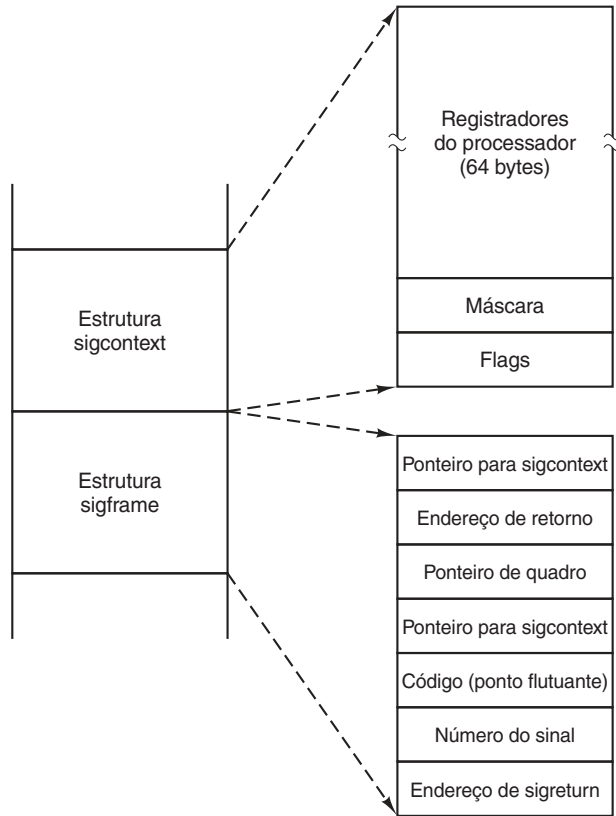 Registradores
do processador
(64 bytes)
Máscara
Flags
Estrutura
sigcontext
Estrutura
sigframe
Ponteiro para sigcontext
Endereço de retorno
Ponteiro de quadro
Ponteiro para sigcontext
Código (ponto flutuante)
Número do sinal
Endereço de sigreturn